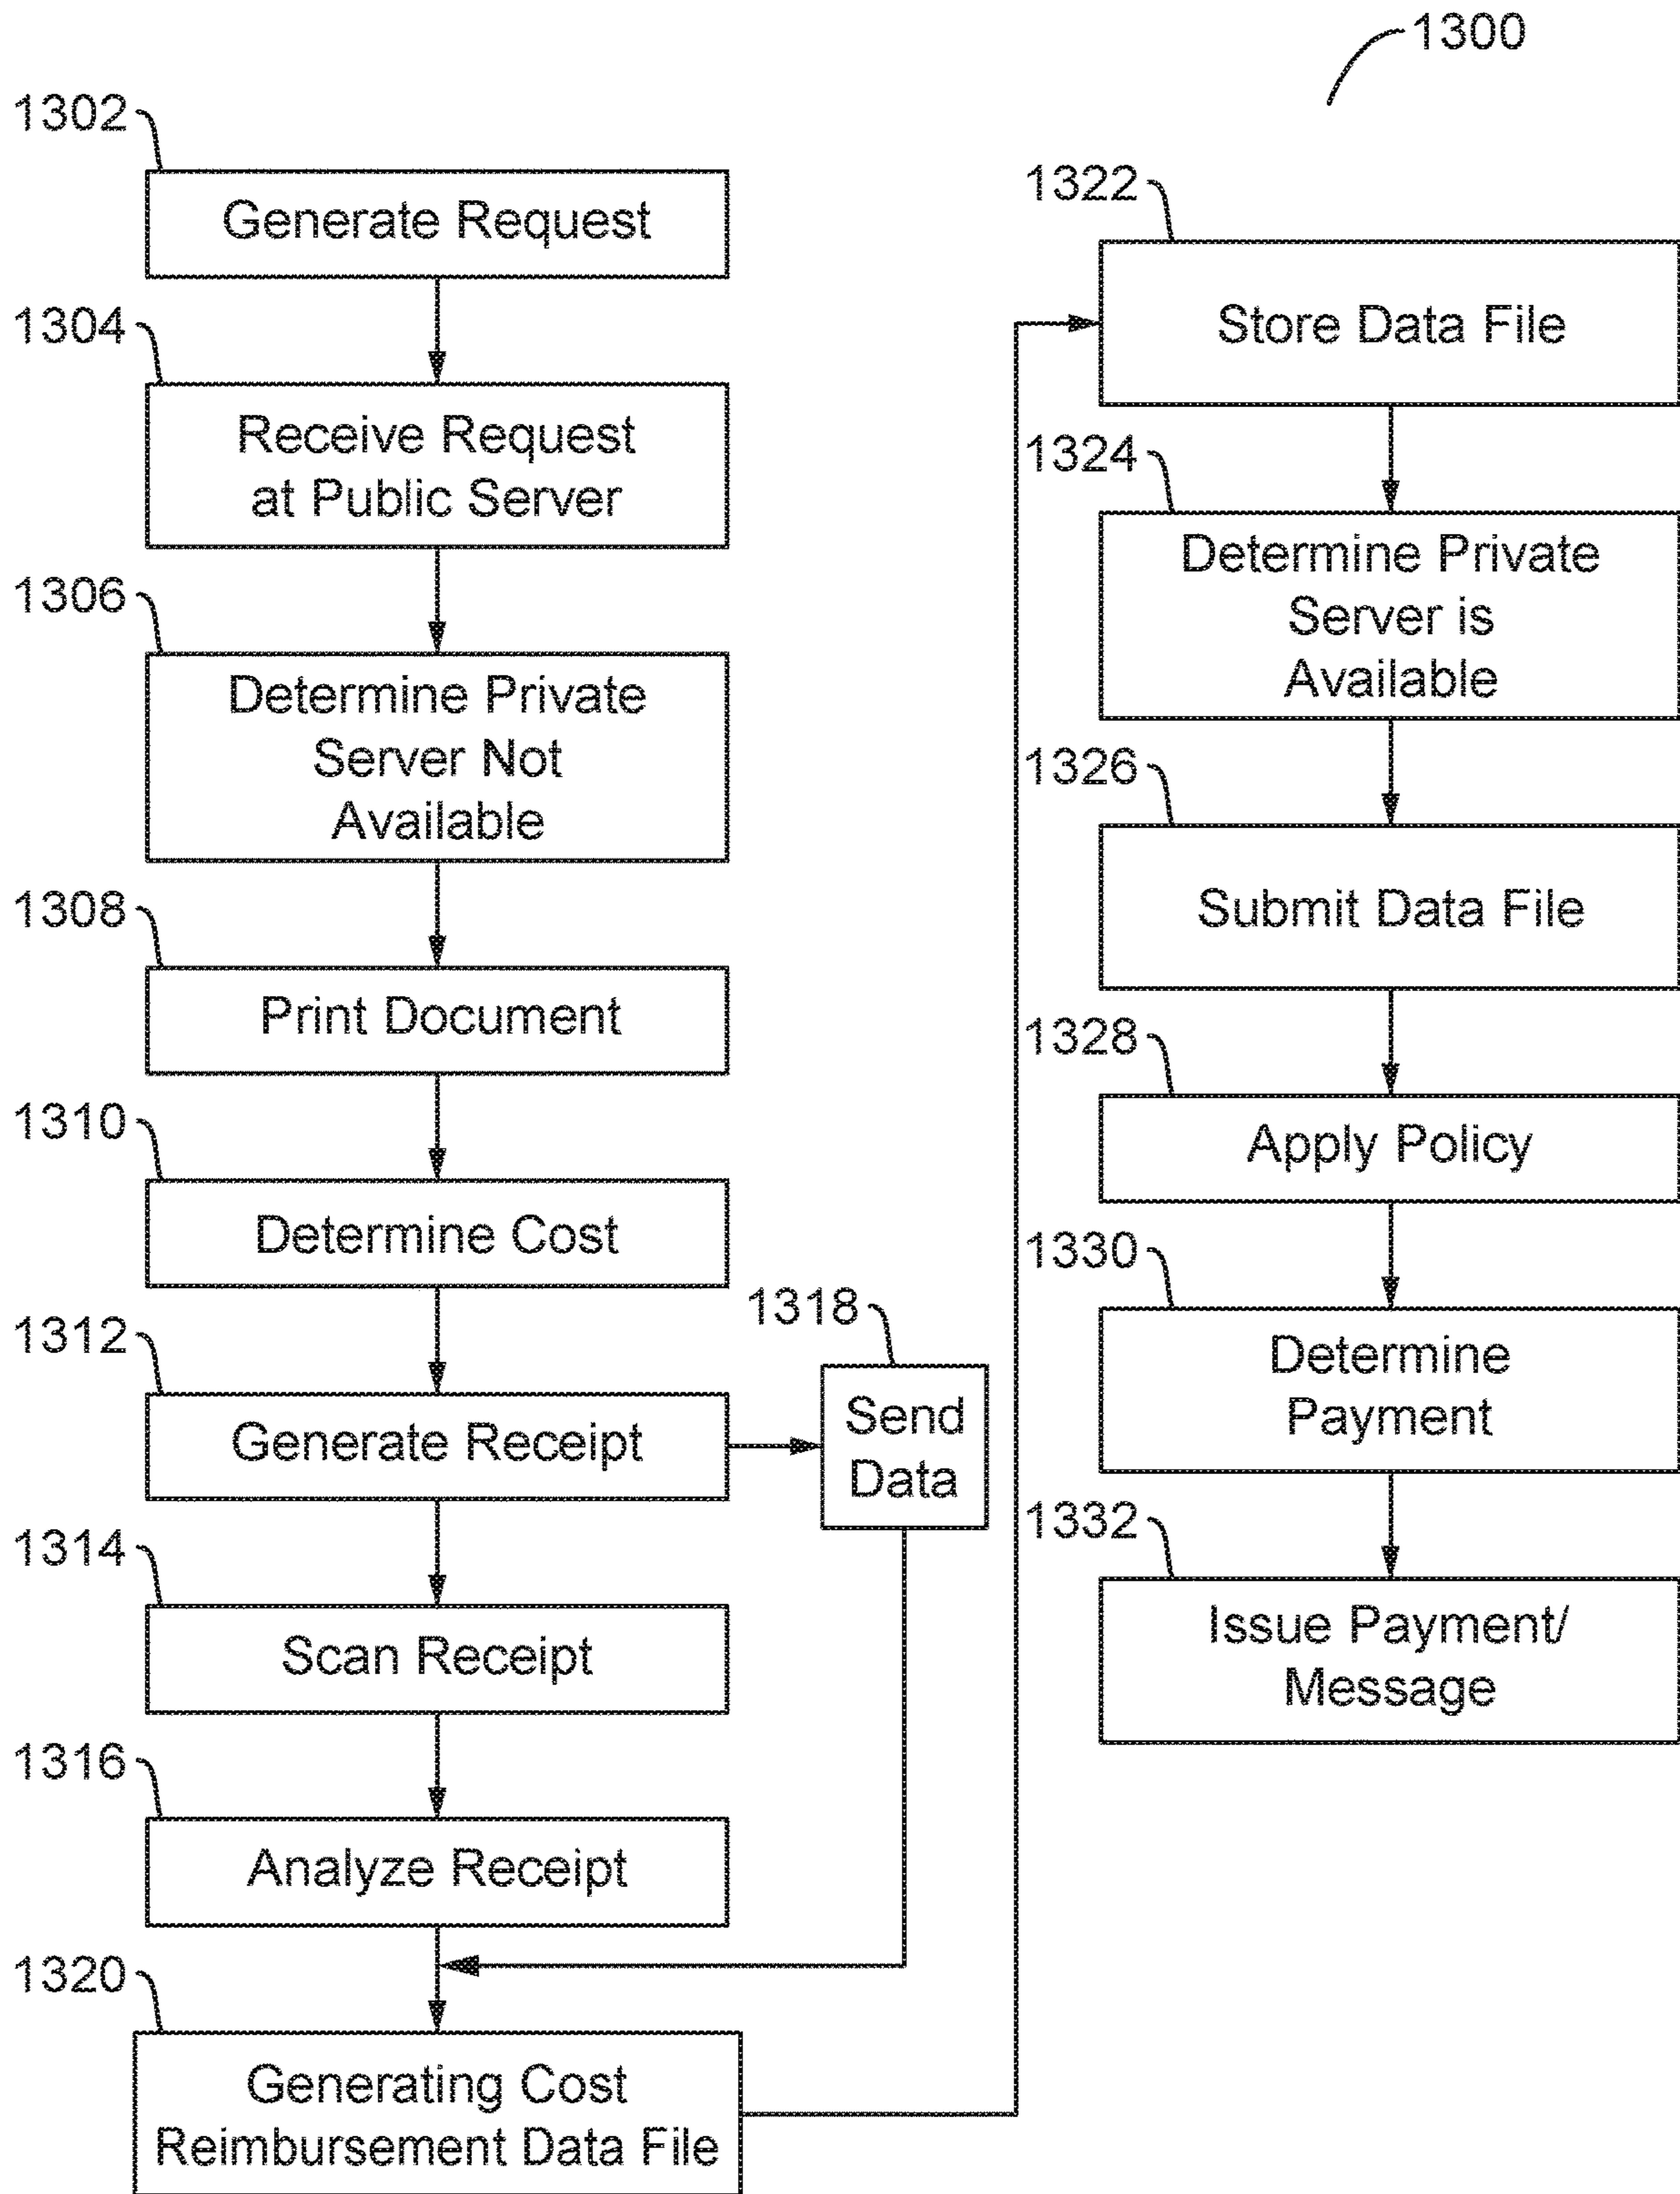 1300
1302
Generate Request
1304
Receive Request
at Public Server
1306
Determine Private
Server Not
Available
1308
Print Document
1310
Determine Cost
1312
Generate Receipt
1318
Send
Data
1314
Scan Receipt
1316
Analyze Receipt
1320
Generating Cost
Reimbursement Data File
1322
Store Data File
1324
Determine Private
Server is
Available
1326
Submit Data File
1328
Apply Policy
1330
Determine
Payment
1332
Issue Payment/
Message